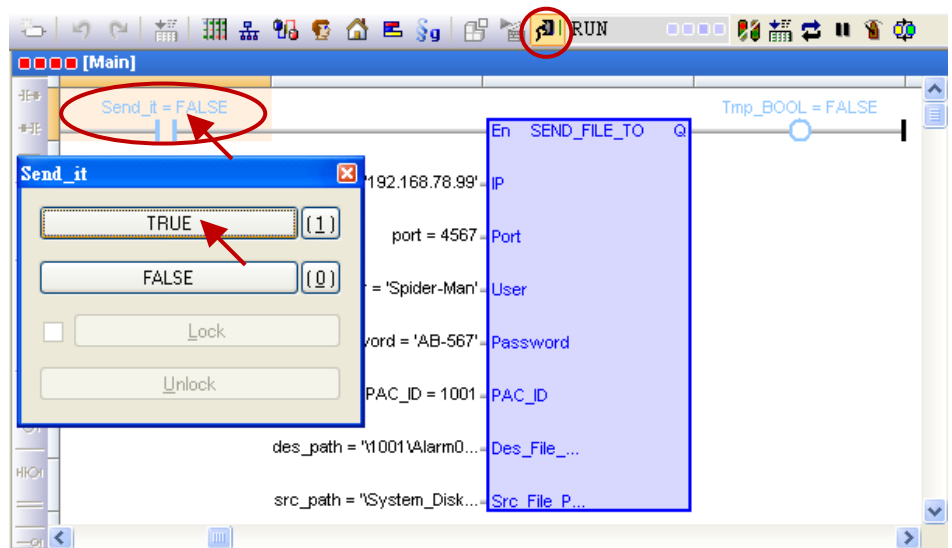 §g RUN
[Main]
Send_it = FALSE
Tmp_BOOL = FALSE
En SEND_FILE_TO Q
Send_it
'192.168.78.99' IP
TRUE (1)
port = 4567 Port
FALSE (0)
= 'Spider-Man' User
Lock
word = 'AB-567' Password
Unlock
PAC_ID = 1001 PAC_ID
des_path = '\1001\Alarm0... Des_File_...
src_path = '\System_Disk... Src_File_P...